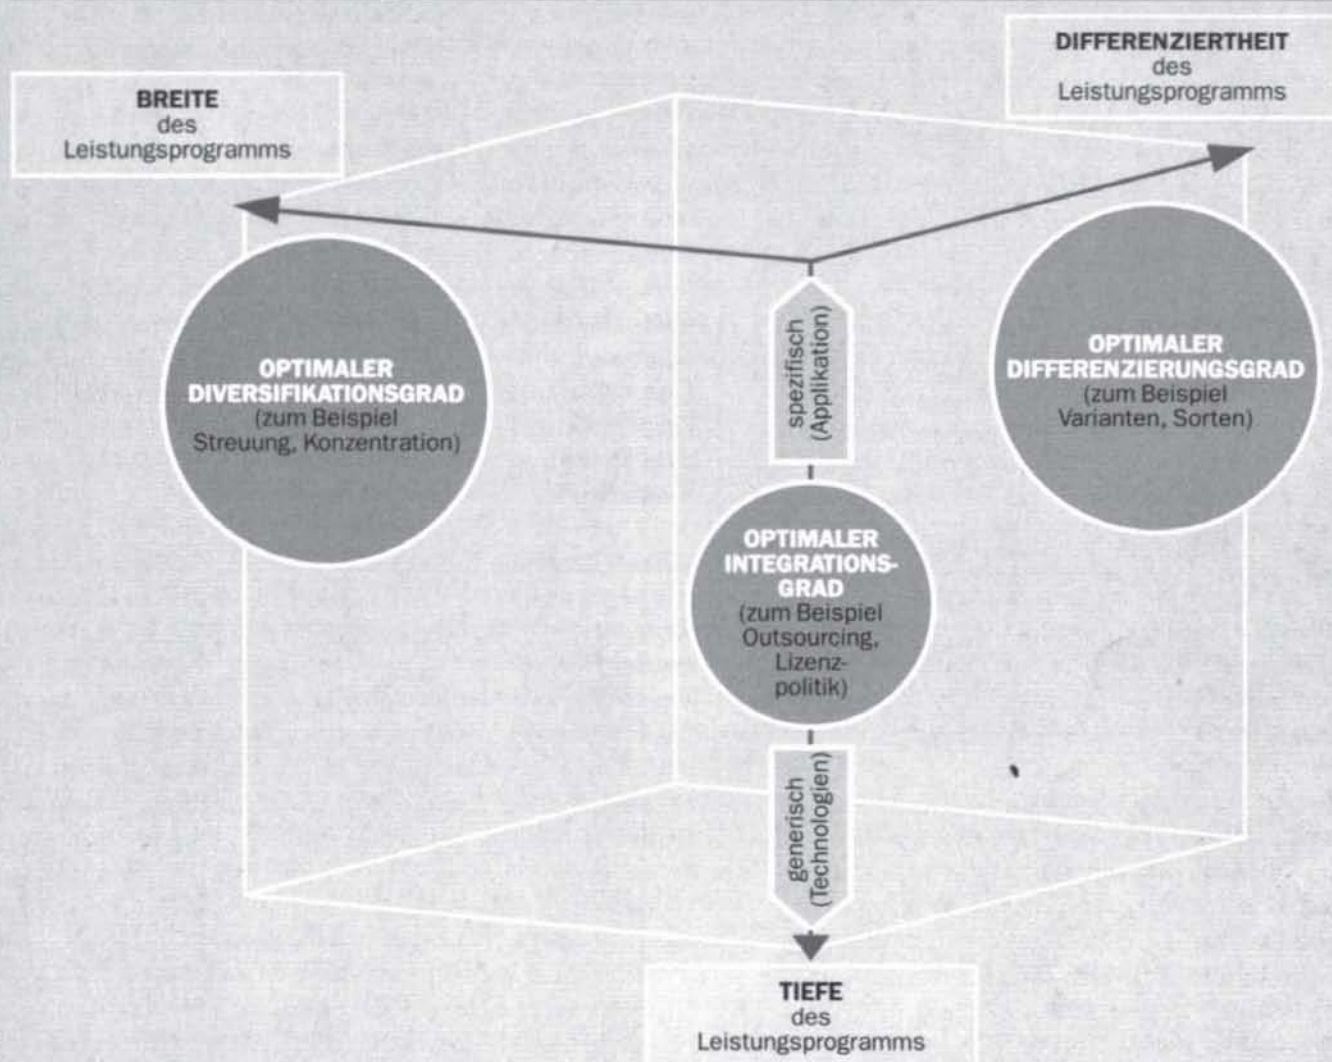 DIFFERENZIERTHEIT
des
Leistungsprogramms
BREITE
des
Leistungsprogramms
OPTIMALER
DIVERSIFIKATIONSGRAD
(zum Beispiel
Streuung, Konzentration)
spezifisch
(Applikation)
OPTIMALER
DIFFERENZIERUNGSGRAD
(zum Beispiel
Varianten, Sorten)
OPTIMALER
INTEGRATIONS-
GRAD
(zum Beispiel
Outsourcing,
Lizenz-
politik)
generisch
(Technologien)
TIEFE
des
Leistungsprogramms